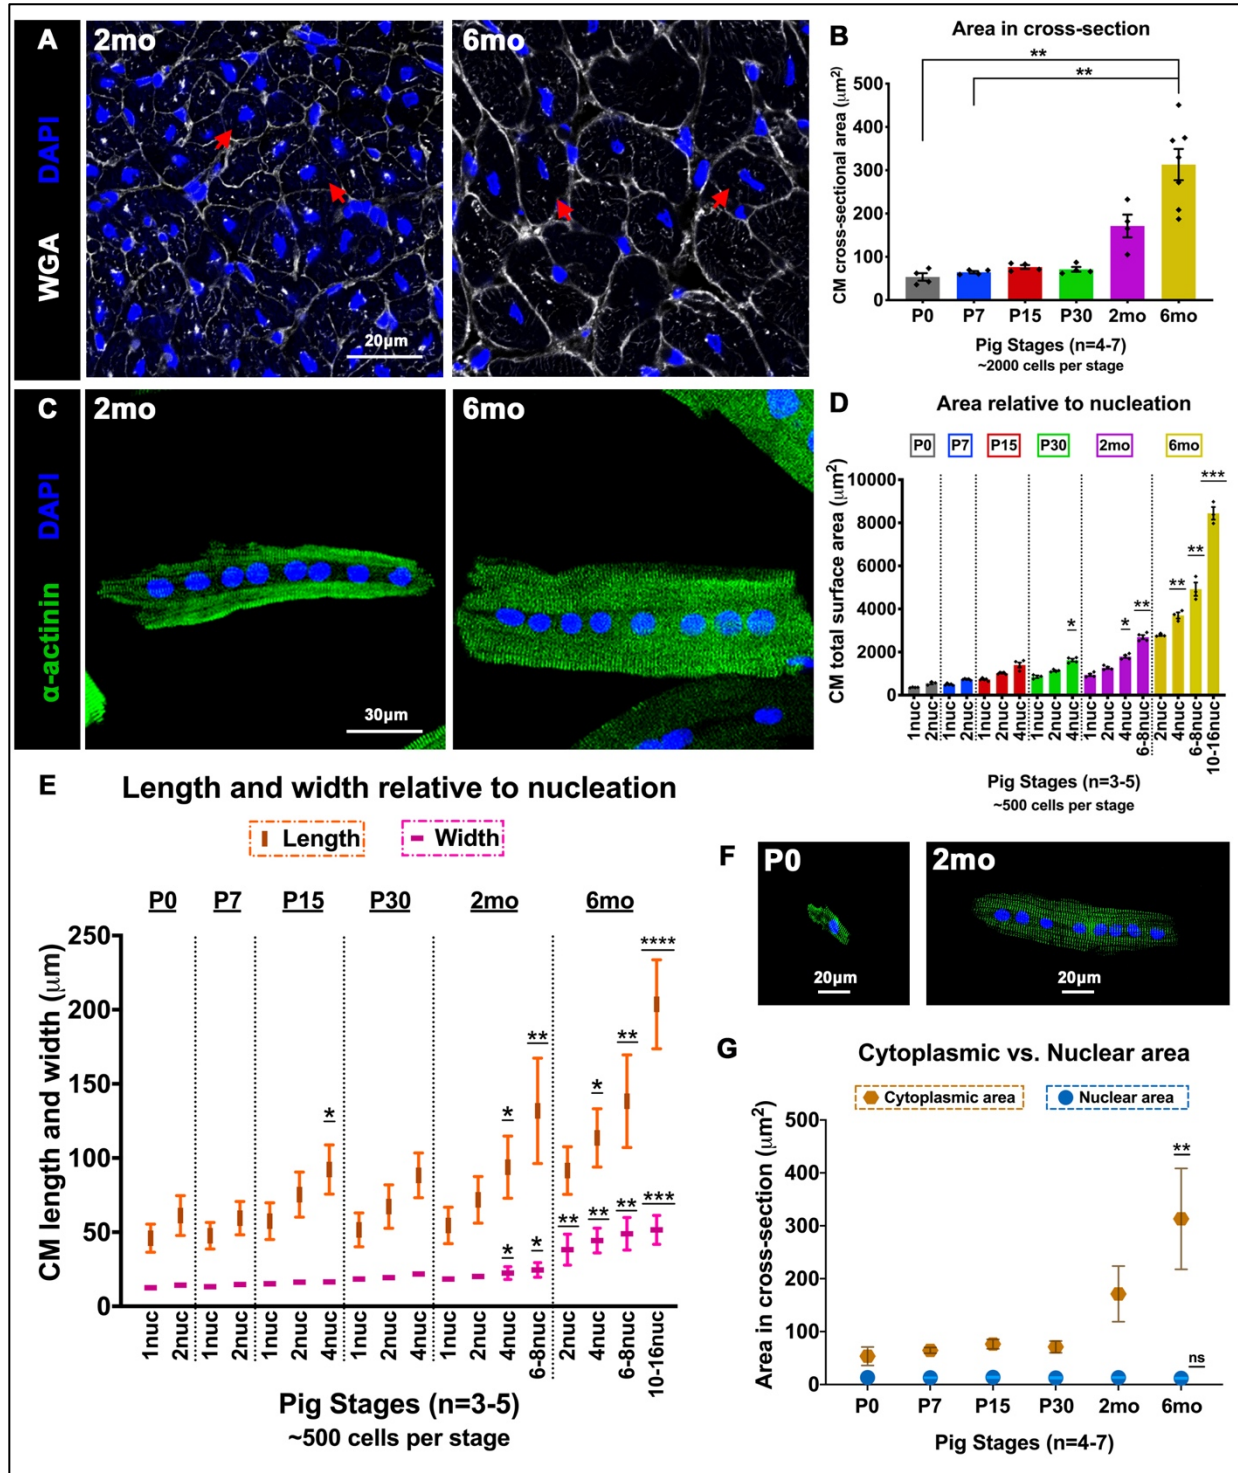 A
WGA DAPI
2mo
6mo
20μm
B
Area in cross-section
**
**
CM cross-sectional area (μm²)
500
400
300
200
100
0
P0 P7 P15 P30 2mo 6mo
Pig Stages (n=4-7)
~2000 cells per stage
C
α-actinin DAPI
2mo
6mo
30μm
D
Area relative to nucleation
P0 P7 P15 P30 2mo 6mo
CM total surface area (μm²)
10000
8000
6000
4000
2000
0
* * ** ** ** ***
1nuc 2nuc 1nuc 2nuc 1nuc 2nuc 4nuc 1nuc 2nuc 4nuc 1nuc 2nuc 4nuc 6-8nuc 2nuc 4nuc 6-8nuc 10-16nuc
Pig Stages (n=3-5)
~500 cells per stage
E
Length and width relative to nucleation
Length Width
P0 P7 P15 P30 2mo 6mo
CM length and width (μm)
250
200
150
100
50
0
* * ** * ** ****
* * ** ** ** ***
1nuc 2nuc 1nuc 2nuc 1nuc 2nuc 4nuc 1nuc 2nuc 4nuc 1nuc 2nuc 4nuc 6-8nuc 2nuc 4nuc 6-8nuc 10-16nuc
Pig Stages (n=3-5)
~500 cells per stage
F
P0
20μm
2mo
20μm
G
Cytoplasmic vs. Nuclear area
Cytoplasmic area Nuclear area
Area in cross-section (μm²)
500
400
300
200
100
0
**
ns
P0 P7 P15 P30 2mo 6mo
Pig Stages (n=4-7)